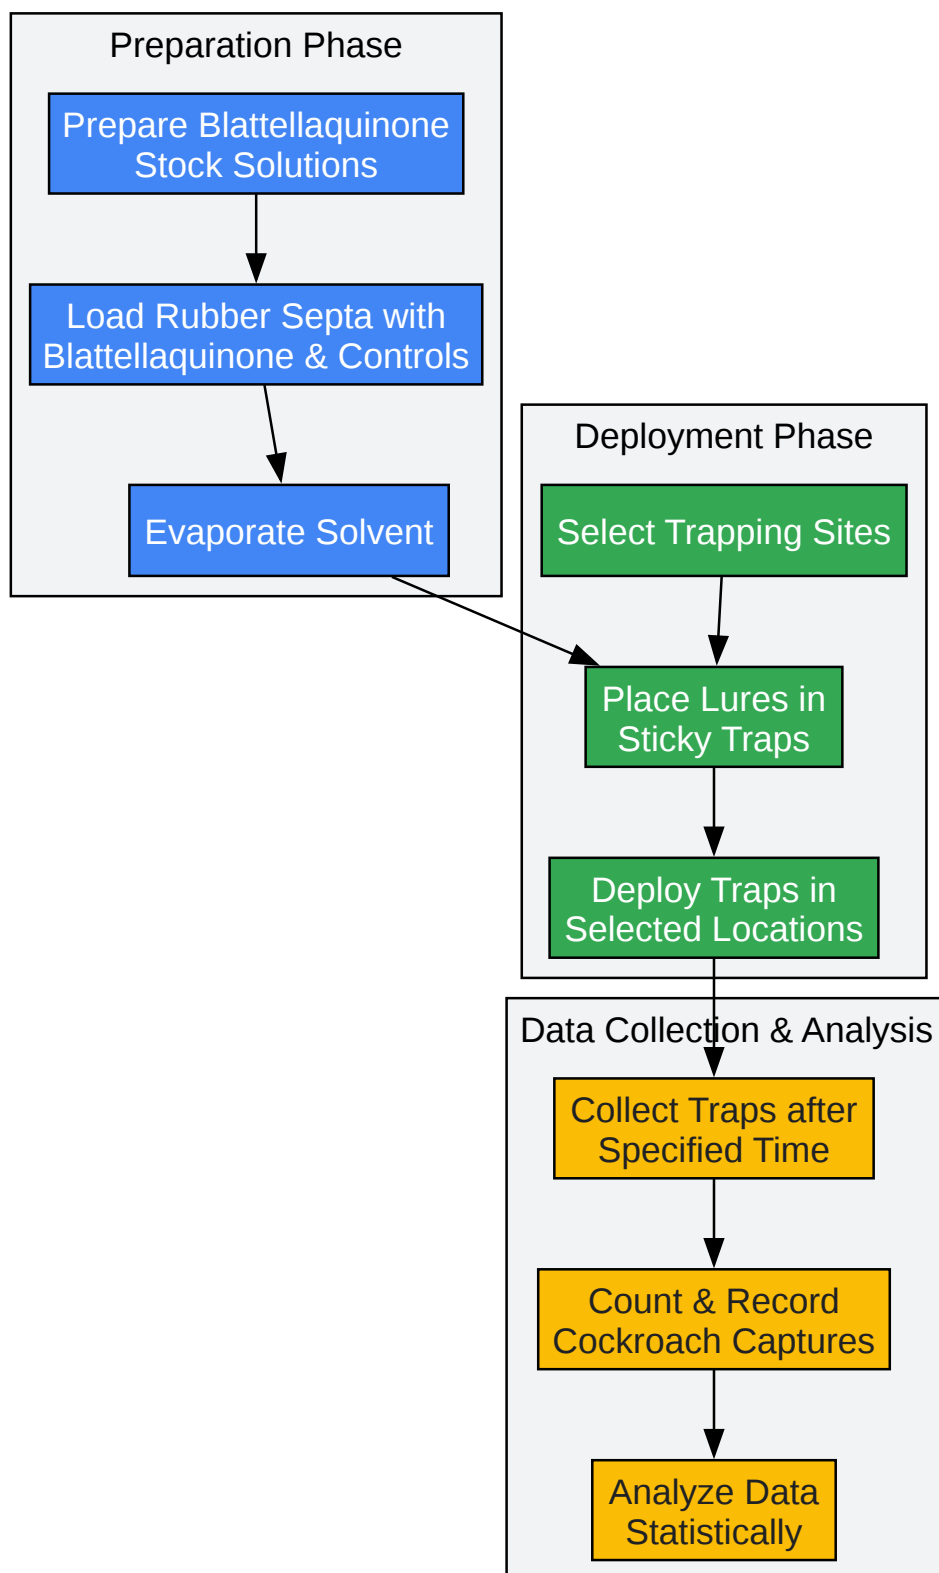 Preparation Phase
Prepare Blattellaquinone
Stock Solutions
Load Rubber Septa with
Blattellaquinone & Controls
Evaporate Solvent
Deployment Phase
Select Trapping Sites
Place Lures in
Sticky Traps
Deploy Traps in
Selected Locations
Data Collection & Analysis
Collect Traps after
Specified Time
Count & Record
Cockroach Captures
Analyze Data
Statistically